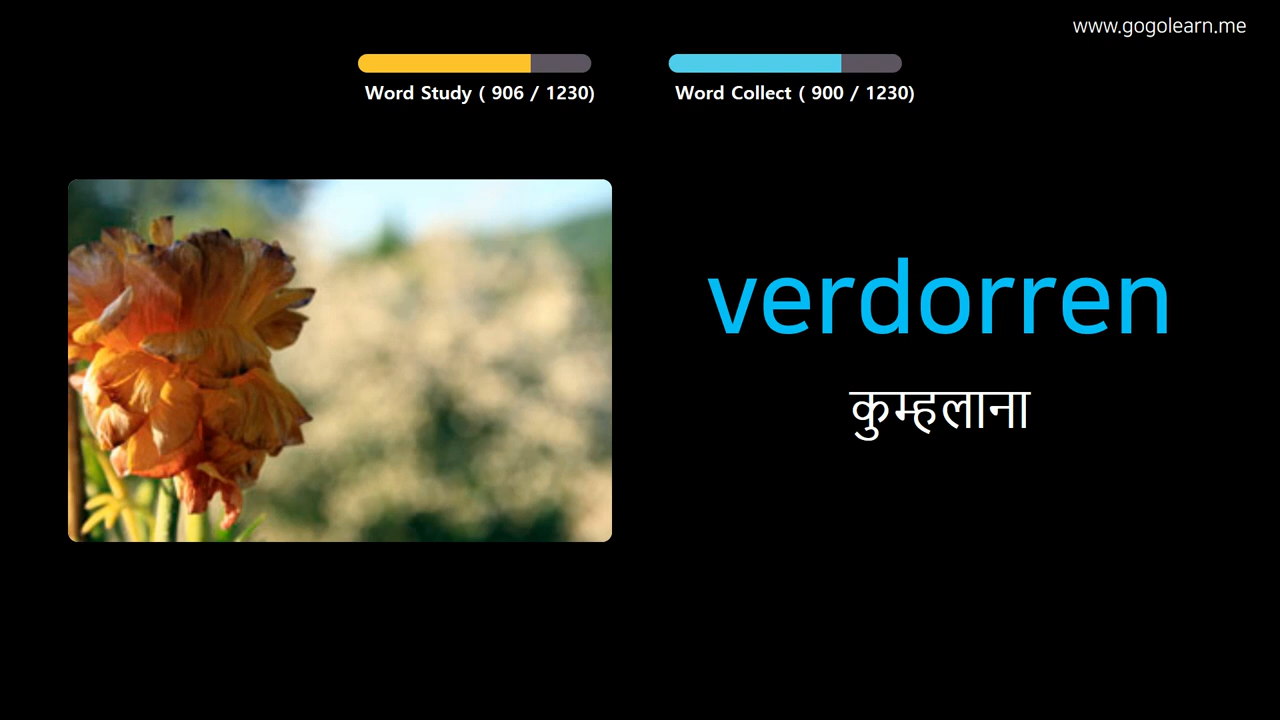 www.gogolearn.me
Word Study ( 906 / 1230)
Word Collect ( 900 / 1230)
verdorren
कुम्हलाना